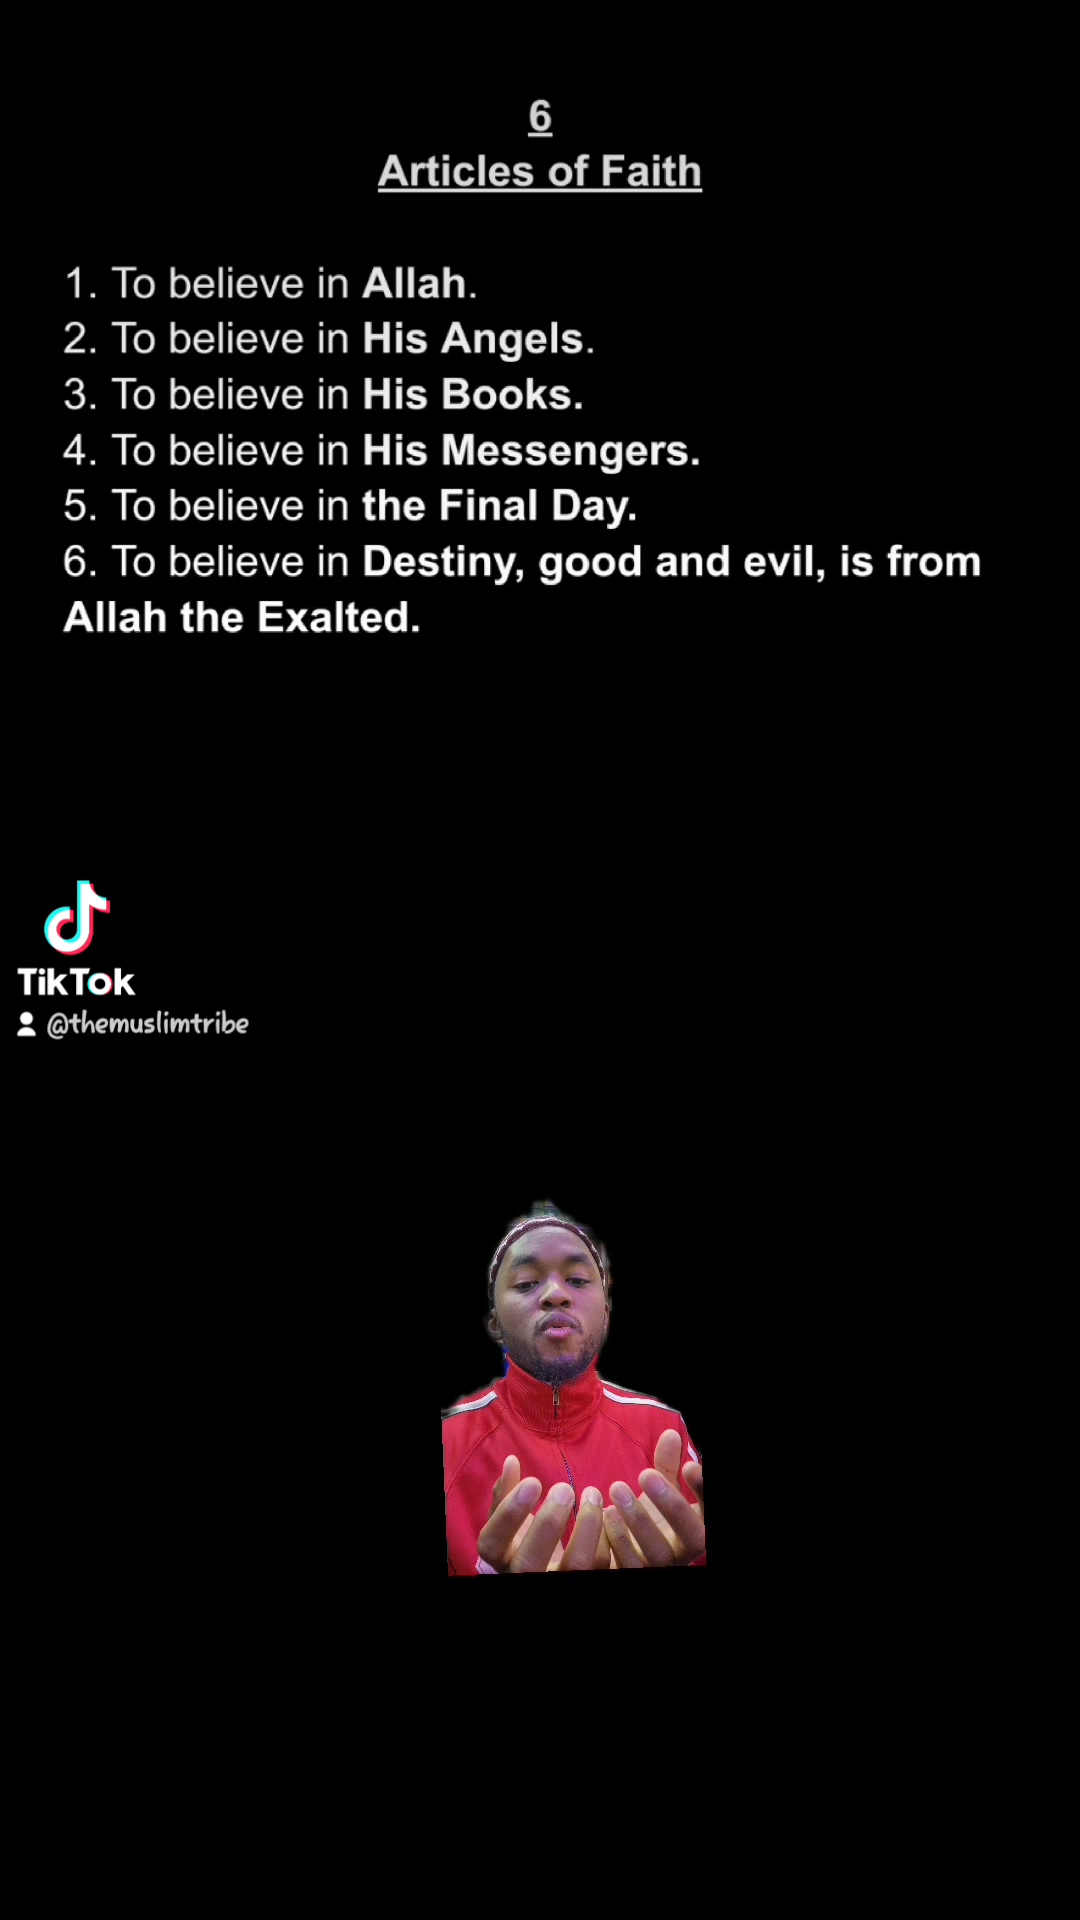 6
Articles of Faith
1. To believe in Allah.
2. To believe in His Angels.
3. To believe in His Books.
4. To believe in His Messengers.
5. To believe in the Final Day.
6. To believe in Destiny, good and evil, is from
Allah the Exalted.
TikTok
@themuslimtribe